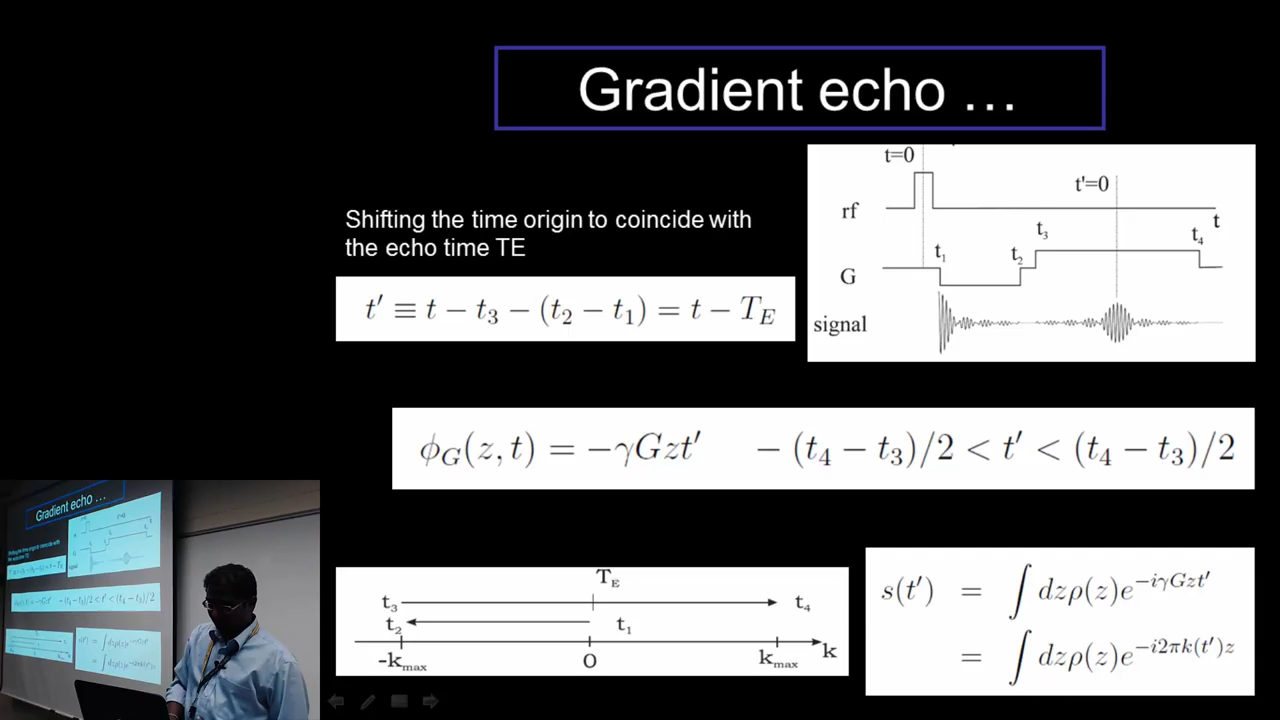 Gradient echo …
Shifting the time origin to coincide with
the echo time TE
t′ ≡ t − t₃ − (t₂ − t₁) = t − T_E
t=0
t'=0
rf
t
t₁
t₂
t₃
t₄
G
signal
ϕ_G(z, t) = −γGzt′ − (t₄ − t₃)/2 < t′ < (t₄ − t₃)/2
T_E
t₃
t₄
t₂
t₁
-k_max
0
k_max
k
s(t′) = ∫ dzρ(z)e^{−iγGzt′}
= ∫ dzρ(z)e^{−i2πk(t′)z}